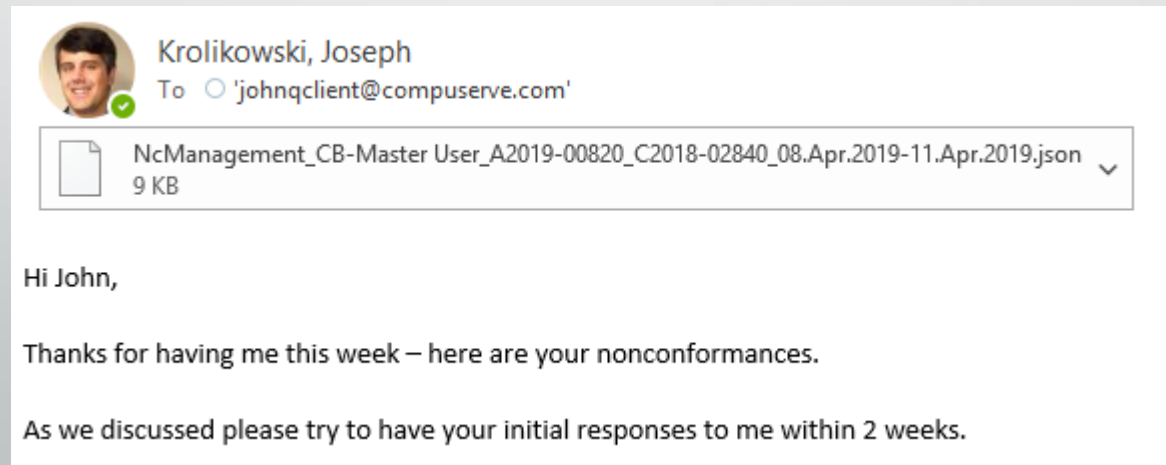 Krolikowski, Joseph
To 'johnqclient@compuserve.com'
NcManagement_CB-Master User_A2019-00820_C2018-02840_08.Apr.2019-11.Apr.2019.json
9 KB
Hi John,
Thanks for having me this week – here are your nonconformances.
As we discussed please try to have your initial responses to me within 2 weeks.